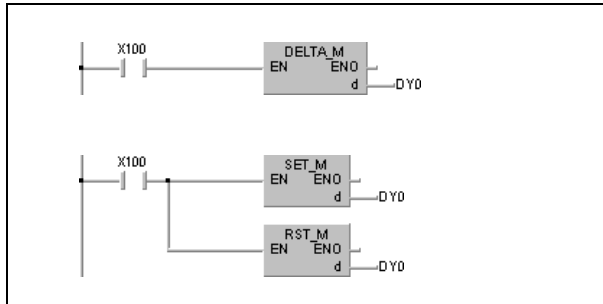 X100
DELTA_M
EN ENO
d DY0
X100
SET_M
EN ENO
d DY0
RST_M
EN ENO
d DY0